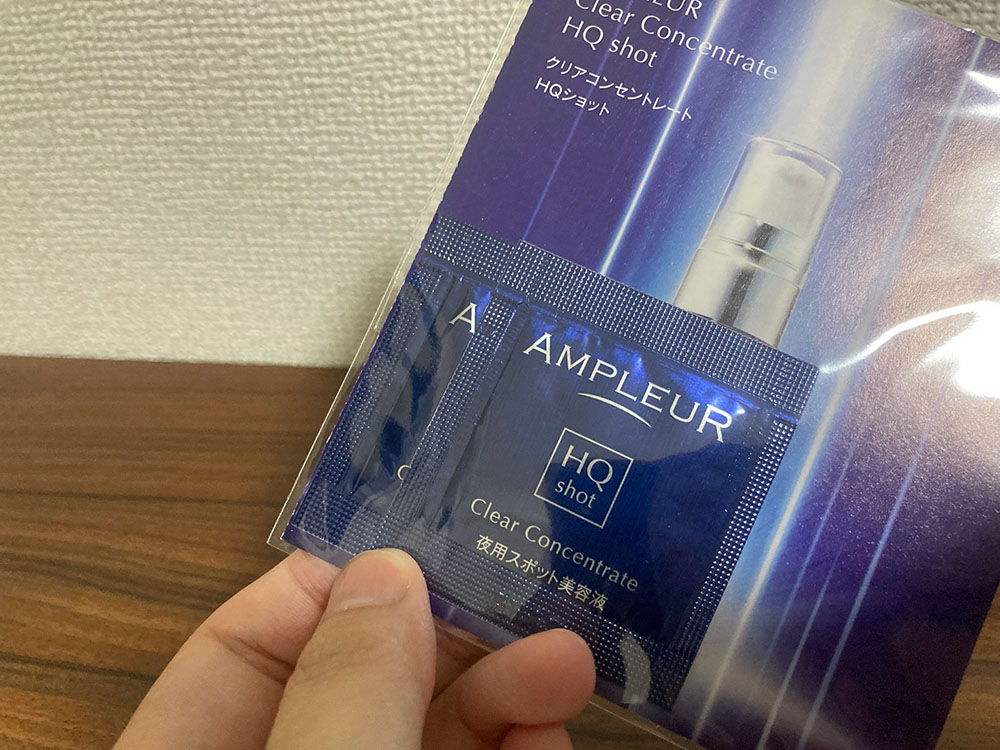 LEUR
Clear Concentrate
HQ shot
クリアコンセントレート
HQショット
A
C
AMPLEUR
HQ
shot
Clear Concentrate
夜用スポット美容液